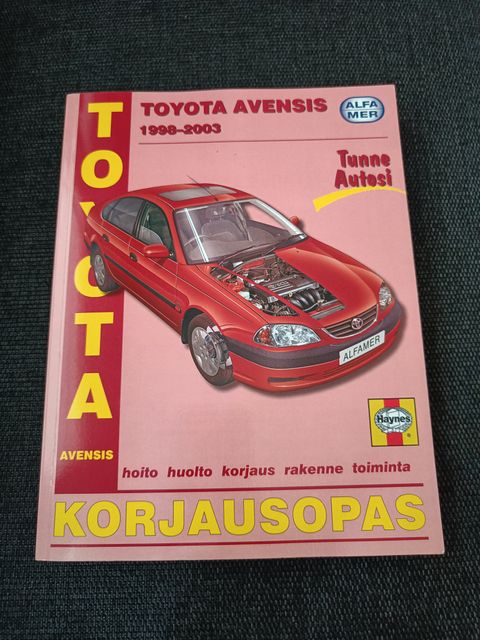 TOYOTA
TOYOTA AVENSIS
1998-2003
ALFA
MER
Tunne
Autosi
ALFAMER
Haynes
®
AVENSIS
hoito huolto korjaus rakenne toiminta
KORJAUSOPAS